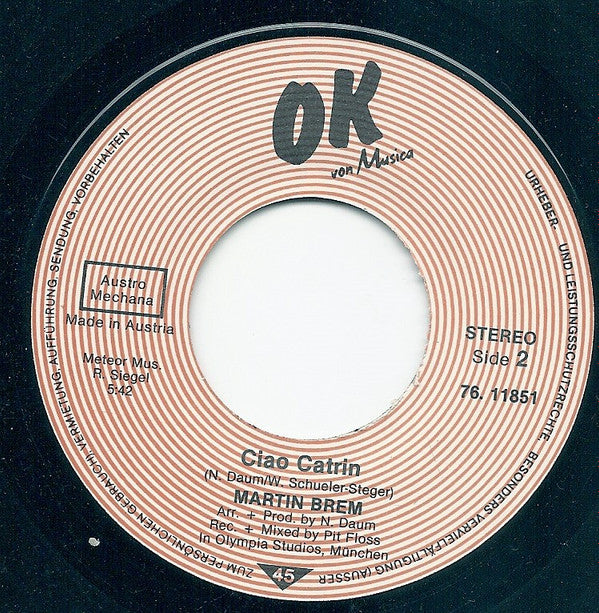 OK
von Musica
URHEBER- UND LEISTUNGSSCHUTZRECHTE, BESONDERS VERVIELFÄLTIGUNG (AUSSER ZUM PERSÖNLICHEN GEBRAUCH), VERMIETUNG, AUFFÜHRUNG, SENDUNG, VORBEHALTEN
Austro
Mechana
Made in Austria
Meteor Mus.
R. Siegel
5:42
STEREO
Side 2
76. 11851
Ciao Catrin
(N. Daum/W. Schueler-Steger)
MARTIN BREM
Arr. + Prod. by N. Daum
Rec. + Mixed by Pit Floss
In Olympia Studios, München
45